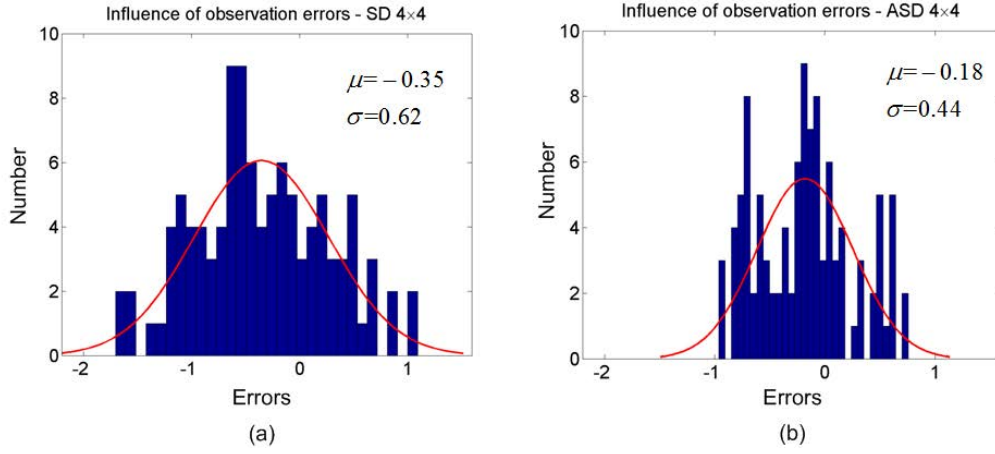 Influence of observation errors - SD 4×4
10
8
6
4
2
0
Number
μ=−0.35
σ=0.62
-2
-1
0
1
Errors
(a)
Influence of observation errors - ASD 4×4
10
8
6
4
2
0
Number
μ=−0.18
σ=0.44
-2
-1
0
1
Errors
(b)